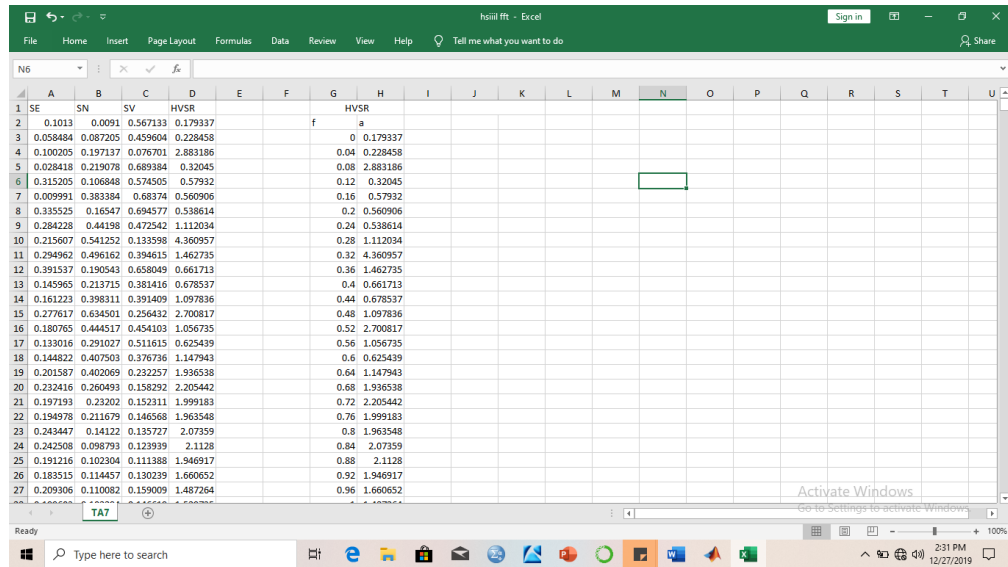 hsiiil fft - Excel
Sign in
File Home Insert Page Layout Formulas Data Review View Help Tell me what you want to do Share
N6 fx
A B C D E F G H I J K L M N O P Q R S T U
1 SE SN SV HVSR HVSR
2 0.1013 0.0091 0.567133 0.179337 f a
3 0.058484 0.087205 0.459604 0.228458 0 0.179337
4 0.100205 0.197137 0.076701 2.883186 0.04 0.228458
5 0.028418 0.219078 0.689384 0.32045 0.08 2.883186
6 0.315205 0.106848 0.574505 0.57932 0.12 0.32045
7 0.009991 0.383384 0.68374 0.560906 0.16 0.57932
8 0.335525 0.16547 0.694577 0.538614 0.2 0.560906
9 0.284228 0.44198 0.472542 1.112034 0.24 0.538614
10 0.215607 0.541252 0.133598 4.360957 0.28 1.112034
11 0.294962 0.496162 0.394615 1.462735 0.32 4.360957
12 0.391537 0.190543 0.658049 0.661713 0.36 1.462735
13 0.145965 0.213715 0.381416 0.678537 0.4 0.661713
14 0.161223 0.398311 0.391409 1.097836 0.44 0.678537
15 0.277617 0.634501 0.256432 2.700817 0.48 1.097836
16 0.180765 0.444517 0.454103 1.056735 0.52 2.700817
17 0.133016 0.291027 0.511615 0.625439 0.56 1.056735
18 0.144822 0.407503 0.376736 1.147943 0.6 0.625439
19 0.201587 0.402069 0.232257 1.936538 0.64 1.147943
20 0.232416 0.260493 0.158292 2.205442 0.68 1.936538
21 0.197193 0.23202 0.152311 1.999183 0.72 2.205442
22 0.194978 0.211679 0.146568 1.963548 0.76 1.999183
23 0.243447 0.14122 0.135727 2.07359 0.8 1.963548
24 0.242508 0.098793 0.123939 2.1128 0.84 2.07359
25 0.191216 0.102304 0.111388 1.946917 0.88 2.1128
26 0.183515 0.114457 0.130239 1.660652 0.92 1.946917
27 0.209306 0.110082 0.159009 1.487264 0.96 1.660652
Activate Windows
Go to Settings to activate Windows.
TA7
Ready 100%
Type here to search
2:31 PM
12/27/2019